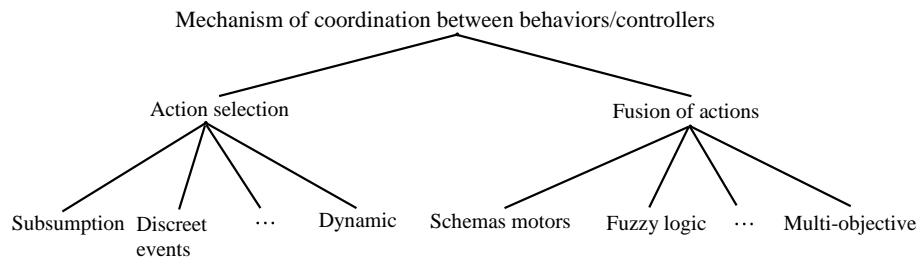 Mechanism of coordination between behaviors/controllers
Action selection
Fusion of actions
Subsumption
Discreet
events
...
Dynamic
Schemas motors
Fuzzy logic
...
Multi-objective